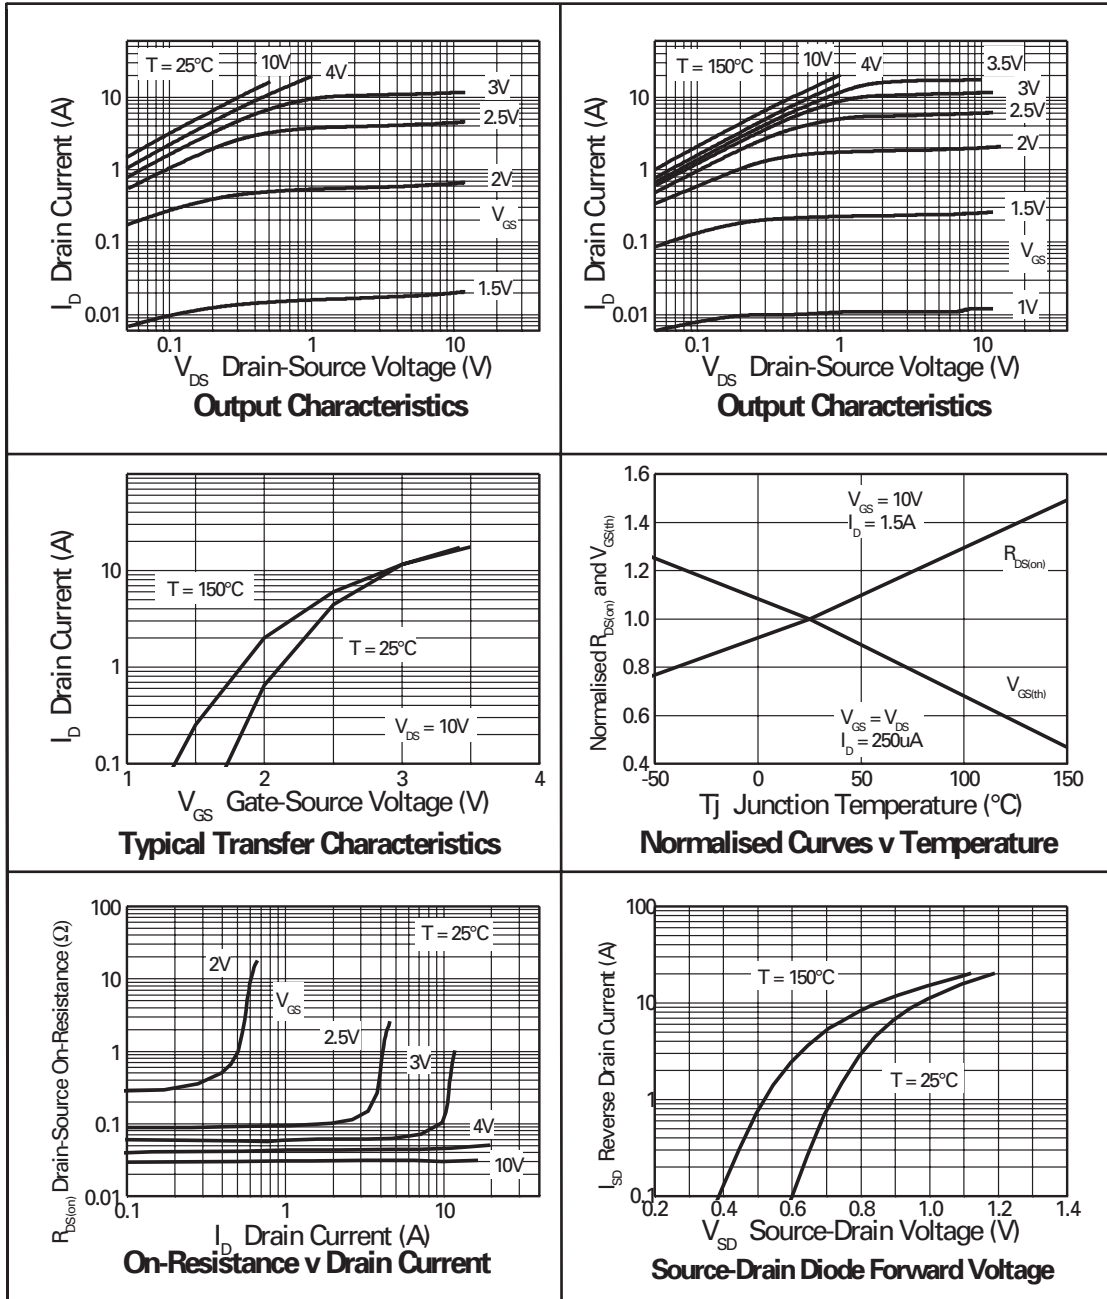 T = 25°C
10V
4V
3V
2.5V
2V
V_GS
1.5V
10
1
0.1
0.01
0.1
1
10
I_D Drain Current (A)
V_DS Drain-Source Voltage (V)
Output Characteristics
T = 150°C
10V
4V
3.5V
3V
2.5V
2V
1.5V
V_GS
1V
10
1
0.1
0.01
0.1
1
10
I_D Drain Current (A)
V_DS Drain-Source Voltage (V)
Output Characteristics
T = 150°C
T = 25°C
V_DS = 10V
10
1
0.1
1
2
3
4
I_D Drain Current (A)
V_GS Gate-Source Voltage (V)
Typical Transfer Characteristics
V_GS = 10V
I_D = 1.5A
R_DS(on)
V_GS(th)
V_GS = V_DS
I_D = 250uA
1.6
1.4
1.2
1.0
0.8
0.6
0.4
-50
0
50
100
150
Normalised R_DS(on) and V_GS(th)
Tj Junction Temperature (°C)
Normalised Curves v Temperature
T = 25°C
2V
V_GS
2.5V
3V
4V
10V
100
10
1
0.1
0.01
0.1
1
10
R_DS(on) Drain-Source On-Resistance (Ω)
I_D Drain Current (A)
On-Resistance v Drain Current
T = 150°C
T = 25°C
100
10
1
0.1
0.2
0.4
0.6
0.8
1.0
1.2
1.4
I_SD Reverse Drain Current (A)
V_SD Source-Drain Voltage (V)
Source-Drain Diode Forward Voltage